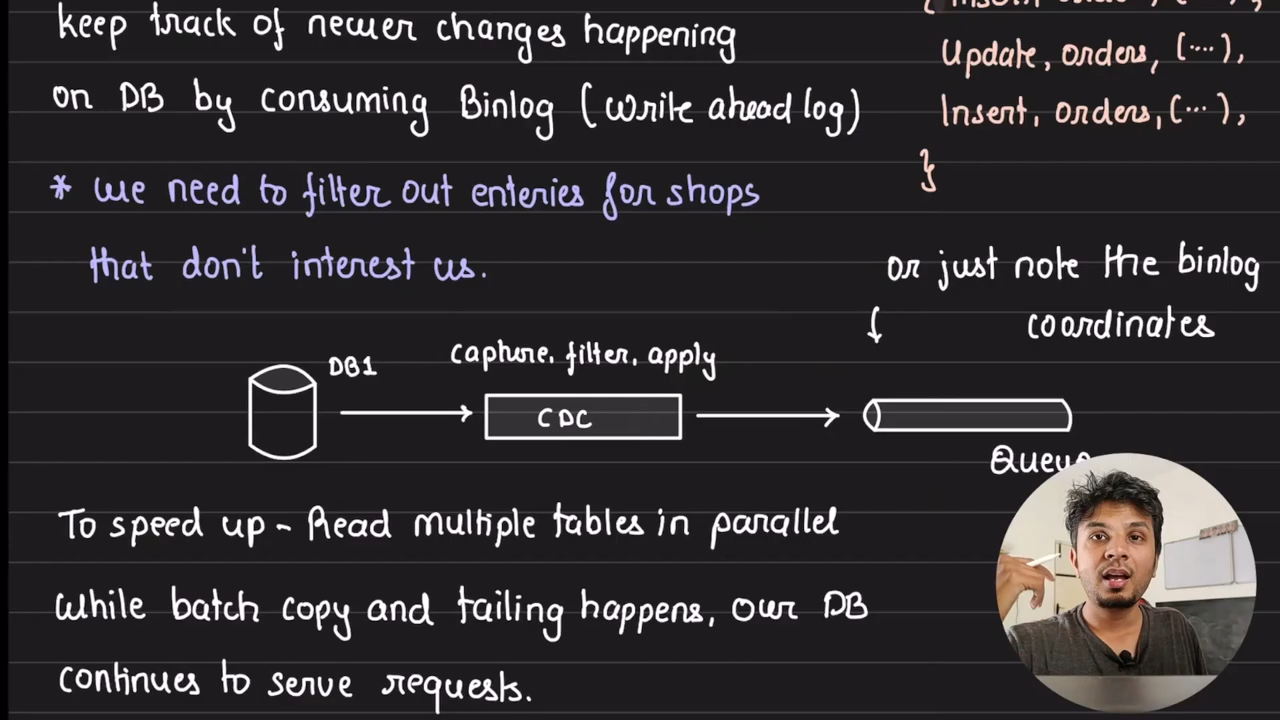 keep track of newer changes happening
on DB by consuming Binlog (write ahead log)
* we need to filter out enteries for shops
that don't interest us.
Update, orders, (....),
Insert, orders, (...),
}
or just note the binlog
coordinates
↓
DB1
capture, filter, apply
CDC
To speed up - Read multiple tables in parallel
while batch copy and tailing happens, our DB
continues to serve requests.